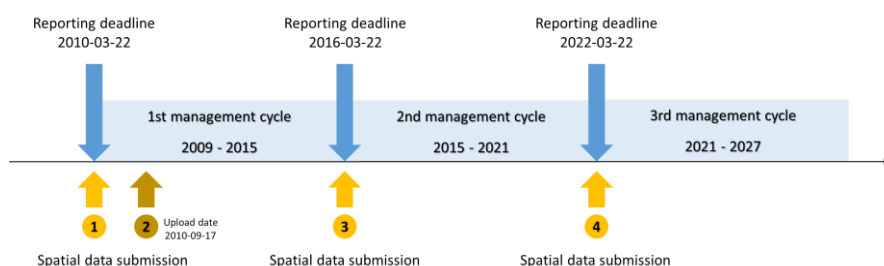 Reporting deadline
2010-03-22
Reporting deadline
2016-03-22
Reporting deadline
2022-03-22
1st management cycle
2009 - 2015
2nd management cycle
2015 - 2021
3rd management cycle
2021 - 2027
1
2
Upload date
2010-09-17
3
4
Spatial data submission
Spatial data submission
Spatial data submission